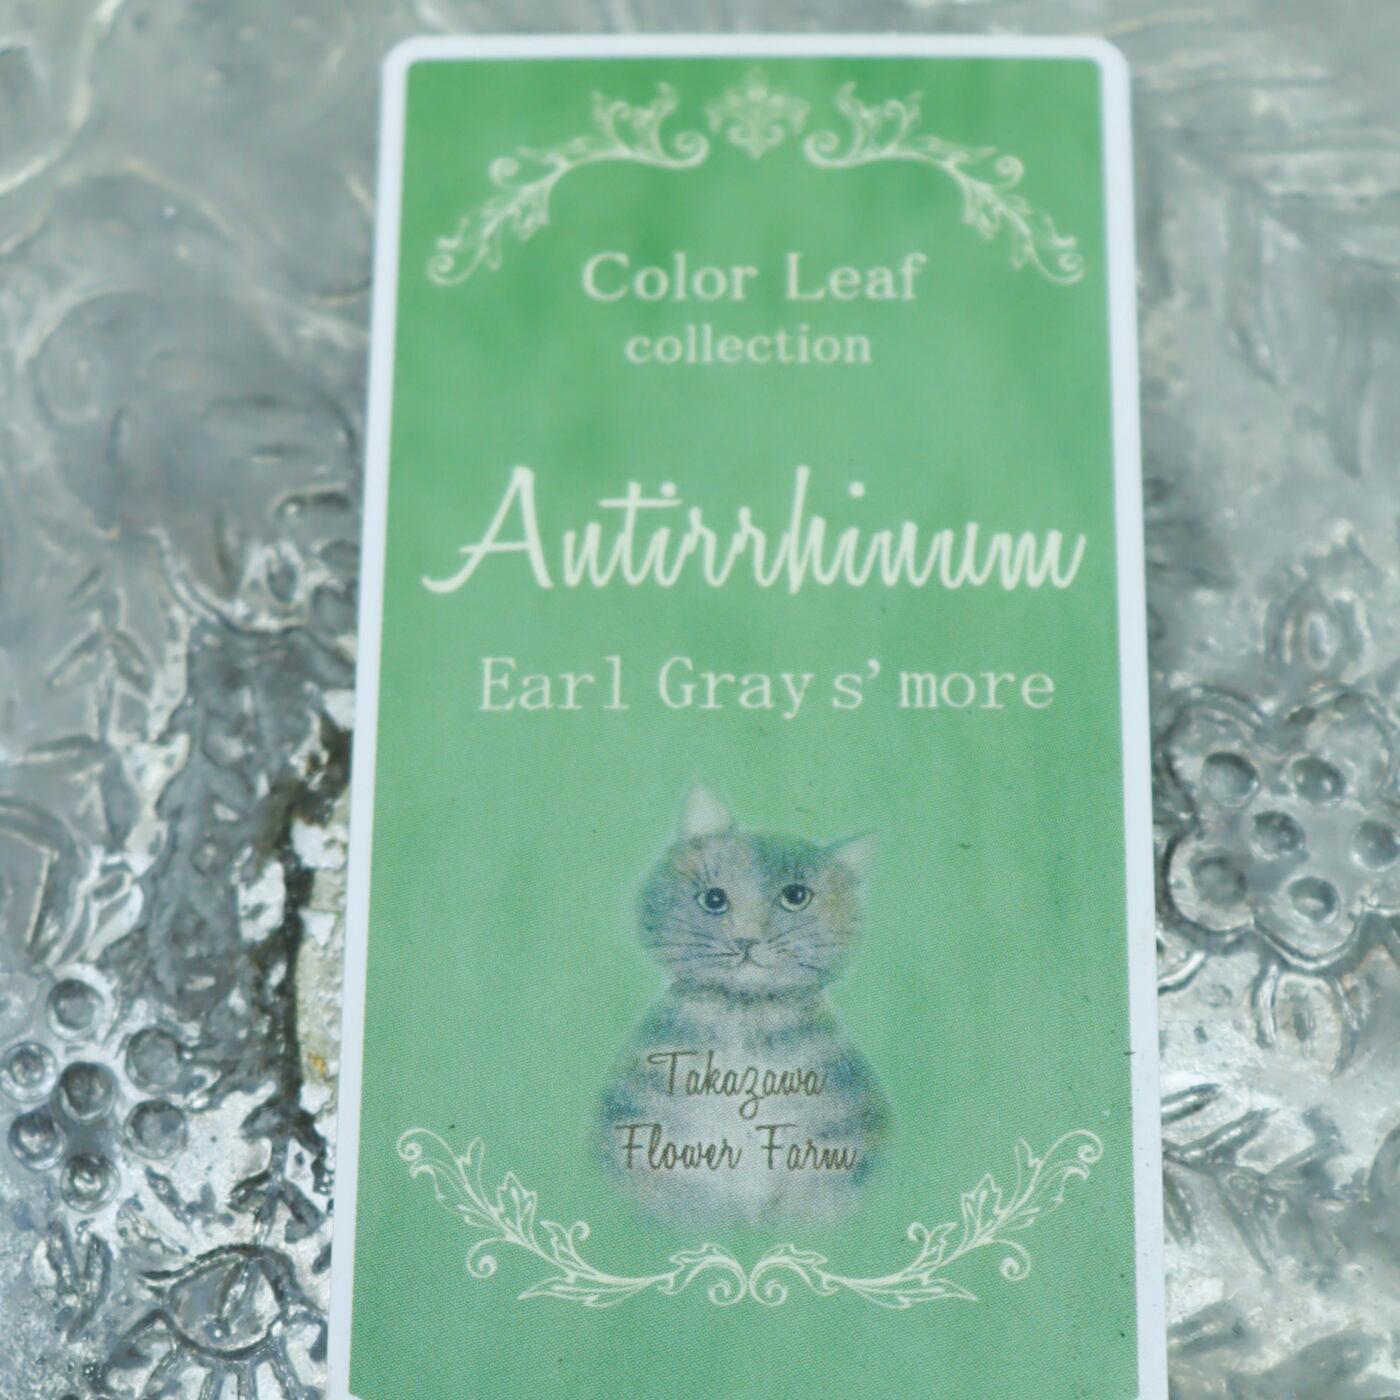 Color Leaf
collection
Antirrhinum
Earl Gray s'more
Takazawa
Flower Farm